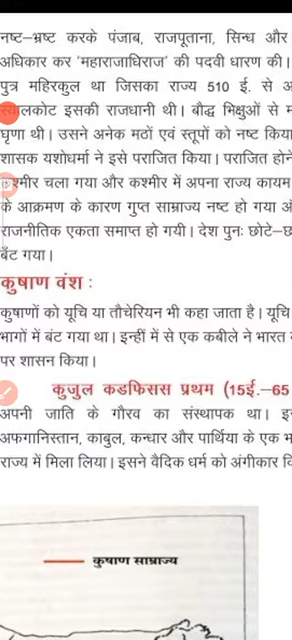 नष्ट–भ्रष्ट करके पंजाब, राजपूताना, सिन्ध और
अधिकार कर 'महाराजाधिराज' की पदवी धारण की।
पुत्र महिरकुल था जिसका राज्य 510 ई. से
स्यालकोट इसकी राजधानी थी। बौद्ध भिक्षुओं से
घृणा थी। उसने अनेक मठों एवं स्तूपों को नष्ट किया
शासक यशोधर्मा ने इसे पराजित किया। पराजित होने
कश्मीर चला गया और कश्मीर में अपना राज्य कायम
के आक्रमण के कारण गुप्त साम्राज्य नष्ट हो गया
राजनीतिक एकता समाप्त हो गयी। देश पुनः छोटे–
बँट गया।
कुषाण वंश :
कुषाणों को यूचि या तौचेरियन भी कहा जाता है। यूचि
भागों में बंट गया था। इन्हीं में से एक कबीले ने भारत
पर शासन किया।
कुजुल कडफिसस प्रथम (15ई.–65
अपनी जाति के गौरव का संस्थापक था।
अफगानिस्तान, काबुल, कन्धार और पार्थिया के एक
राज्य में मिला लिया। इसने वैदिक धर्म को अंगीकार
कुषाण साम्राज्य